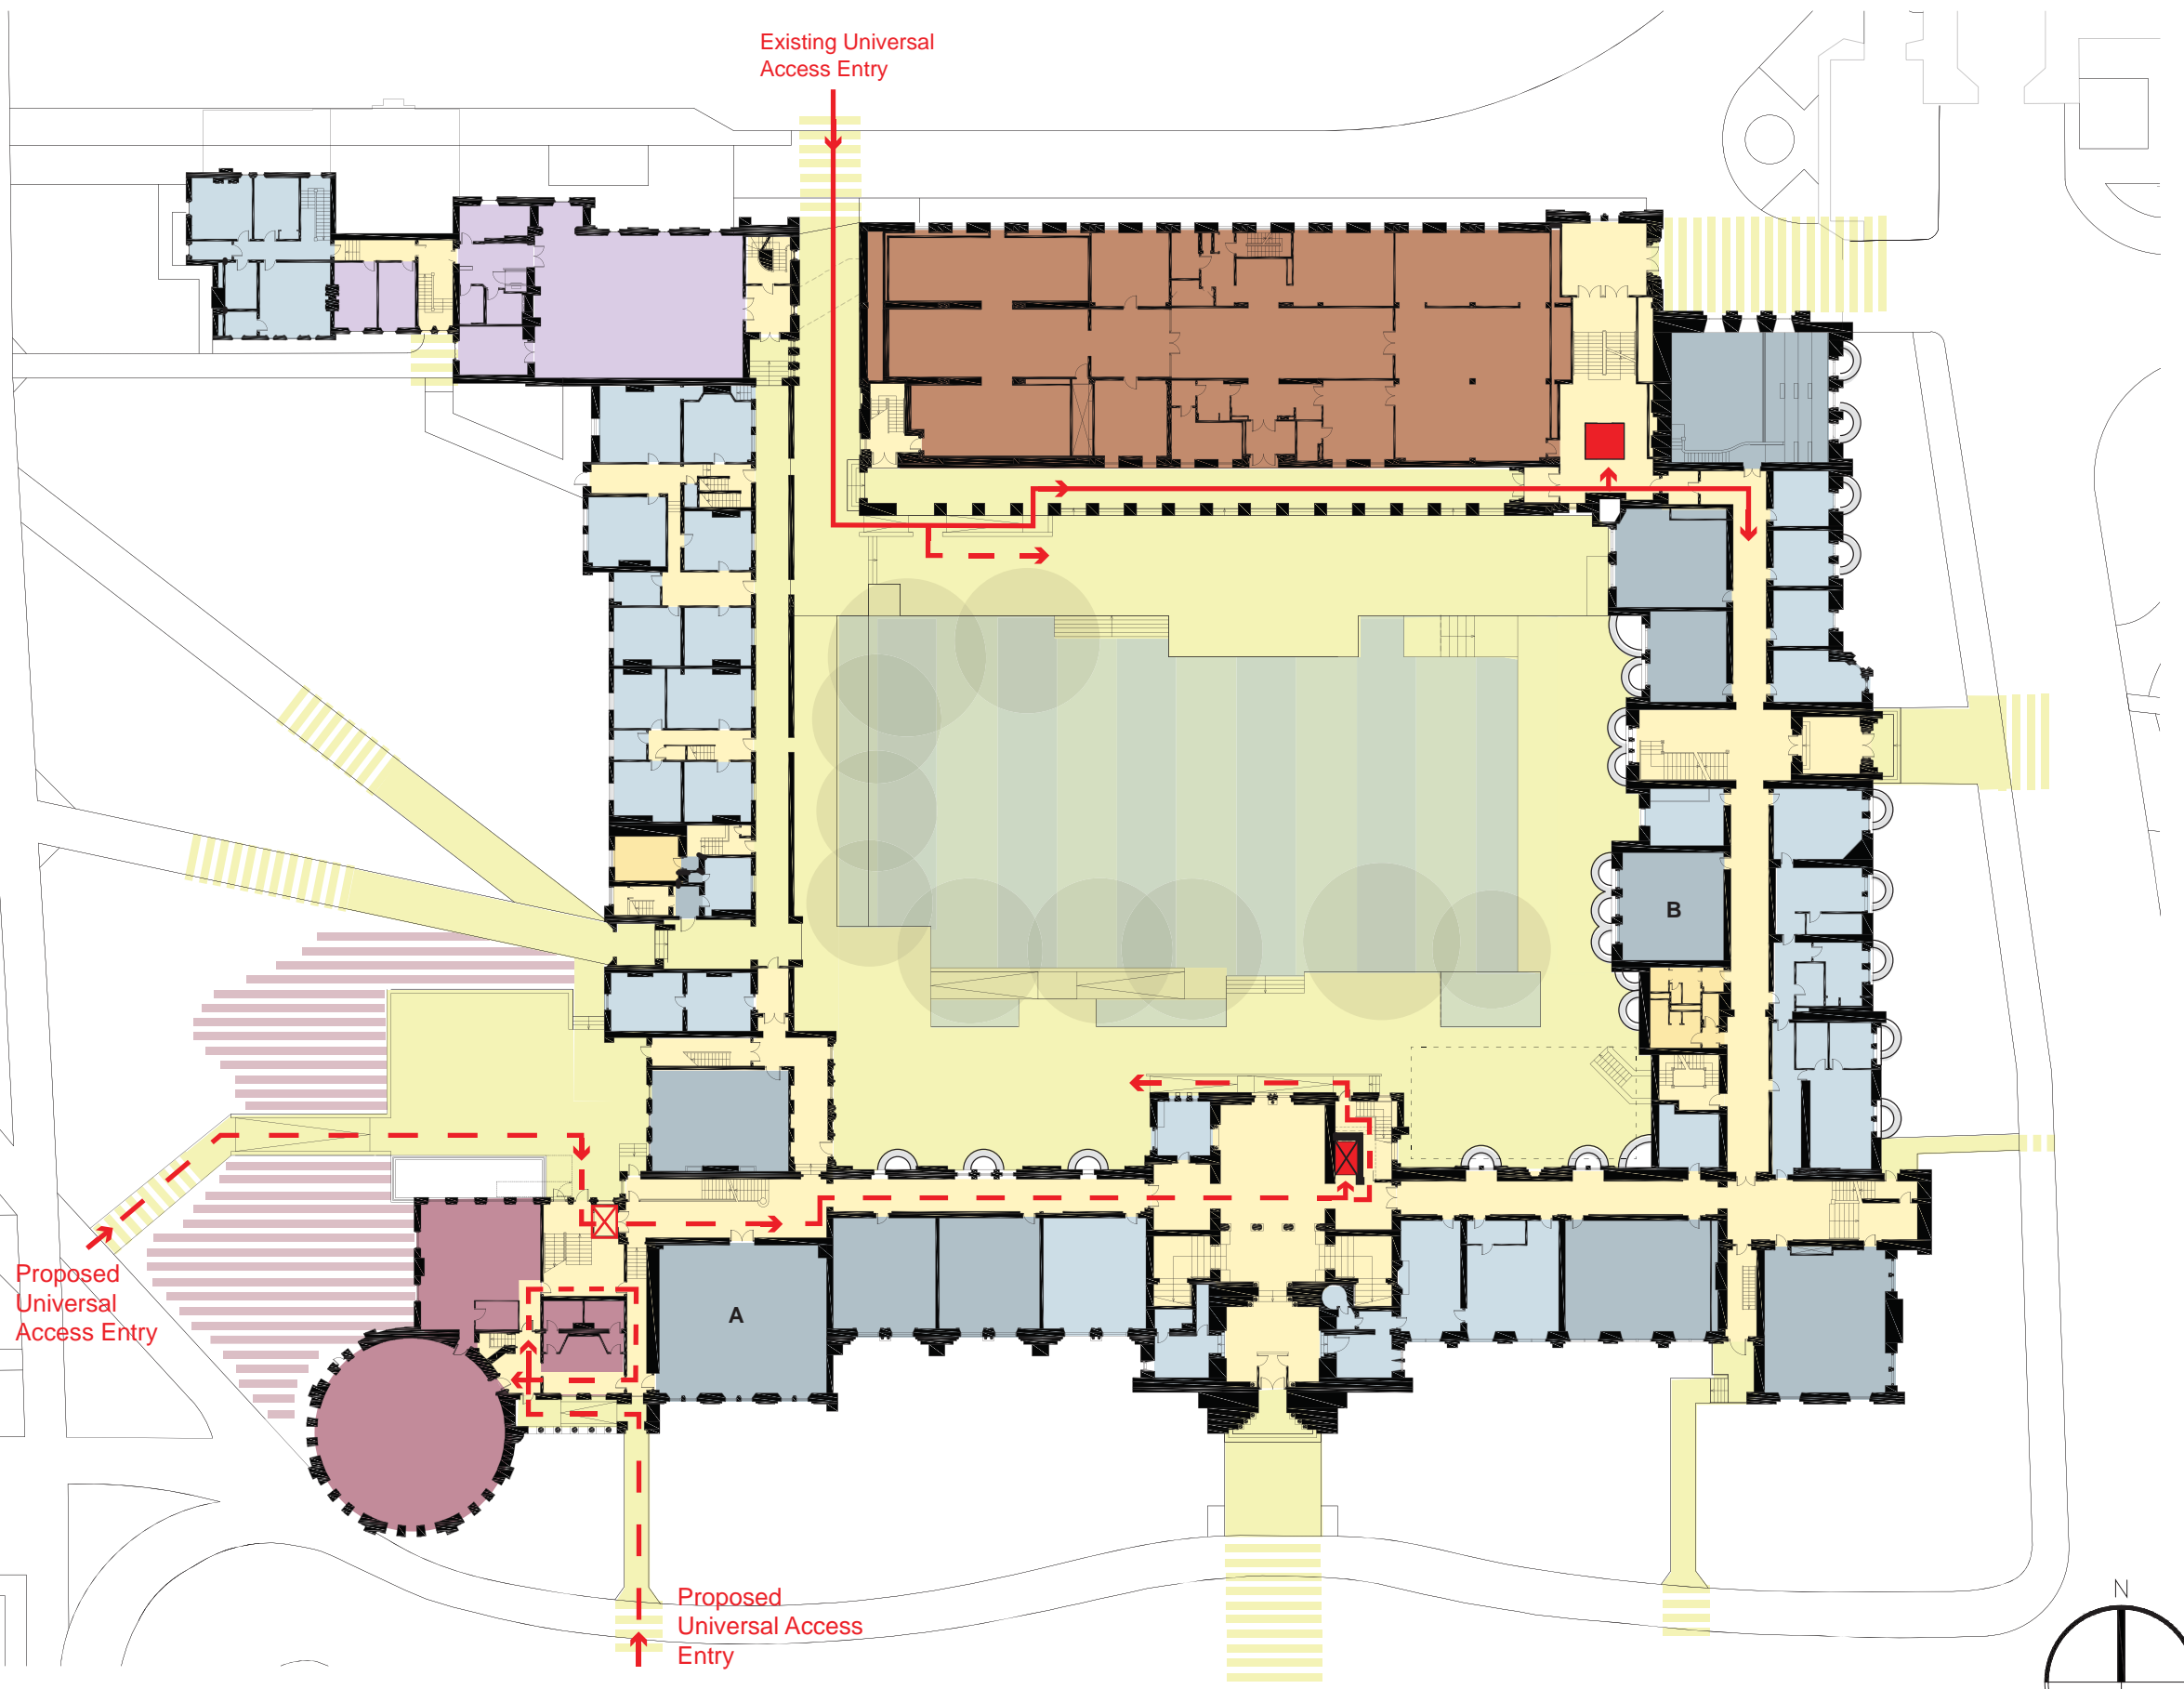 Existing Universal
Access Entry
B
Proposed
Universal
Access Entry
A
Proposed
Universal Access
Entry
N